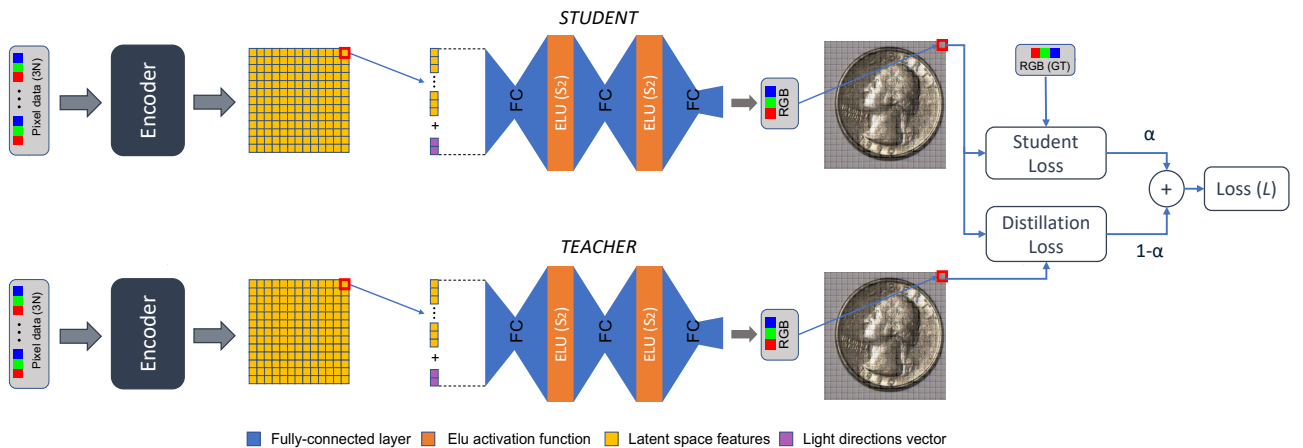 STUDENT
Pixel data (3N)
Encoder
+
FC
ELU (S2)
FC
ELU (S2)
FC
RGB
RGB (GT)
Student
Loss
α
+
Loss (L)
Distillation
Loss
1-α
TEACHER
Pixel data (3N)
Encoder
+
FC
ELU (S2)
FC
ELU (S2)
FC
RGB
Fully-connected layer
Elu activation function
Latent space features
Light directions vector